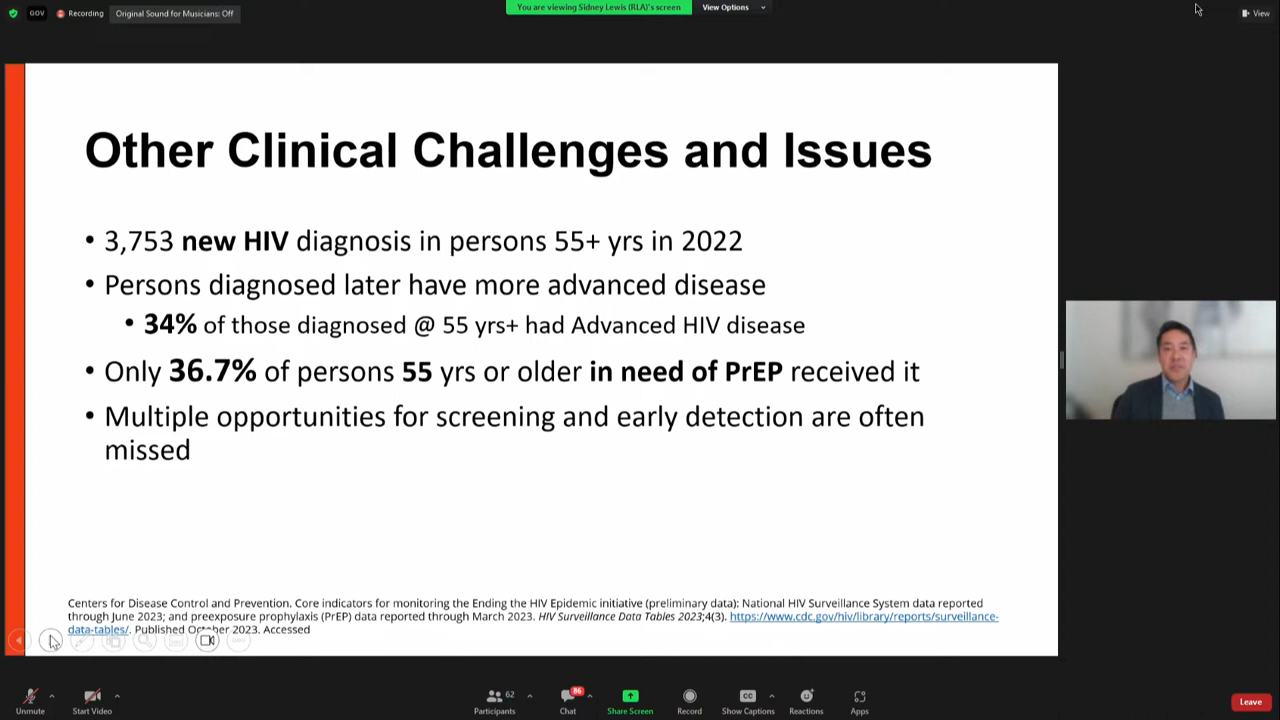 GOV
Recording
Original Sound for Musicians: Off
You are viewing Sidney Lewis (RLA)'s screen
View Options
View
Other Clinical Challenges and Issues
• 3,753 new HIV diagnosis in persons 55+ yrs in 2022
• Persons diagnosed later have more advanced disease
• 34% of those diagnosed @ 55 yrs+ had Advanced HIV disease
• Only 36.7% of persons 55 yrs or older in need of PrEP received it
• Multiple opportunities for screening and early detection are often
missed
Centers for Disease Control and Prevention. Core indicators for monitoring the Ending the HIV Epidemic initiative (preliminary data): National HIV Surveillance System data reported
through June 2023; and preexposure prophylaxis (PrEP) data reported through March 2023. HIV Surveillance Data Tables 2023;4(3). https://www.cdc.gov/hiv/library/reports/surveillance-
data-tables/. Published October 2023. Accessed
Unmute
Start Video
62
Participants
86
Chat
Share Screen
Record
CC
Show Captions
Reactions
Apps
Leave